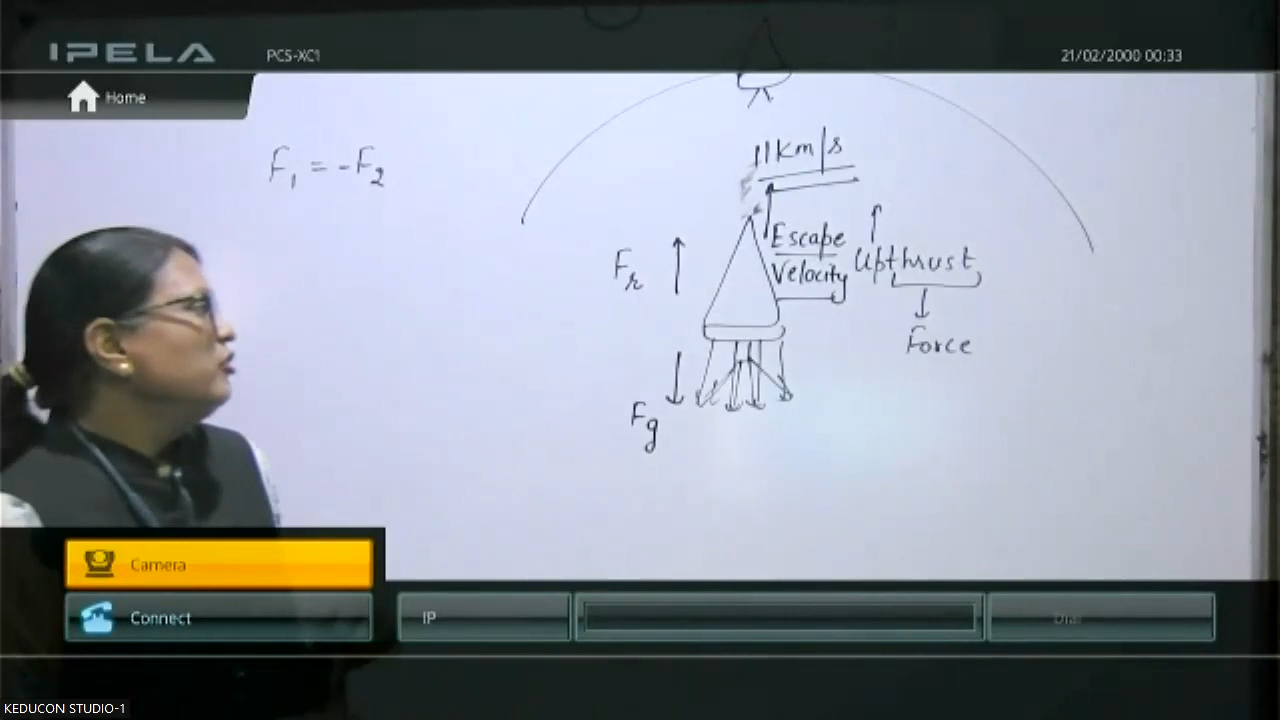 IPELA
PCS-XC1
21/02/2000 00:33
Home
11km/s
F1 = -F2
Escape
Velocity
Upthrust
Fr
Force
Fg
Camera
Connect
IP
Dial
KEDUCON STUDIO-1